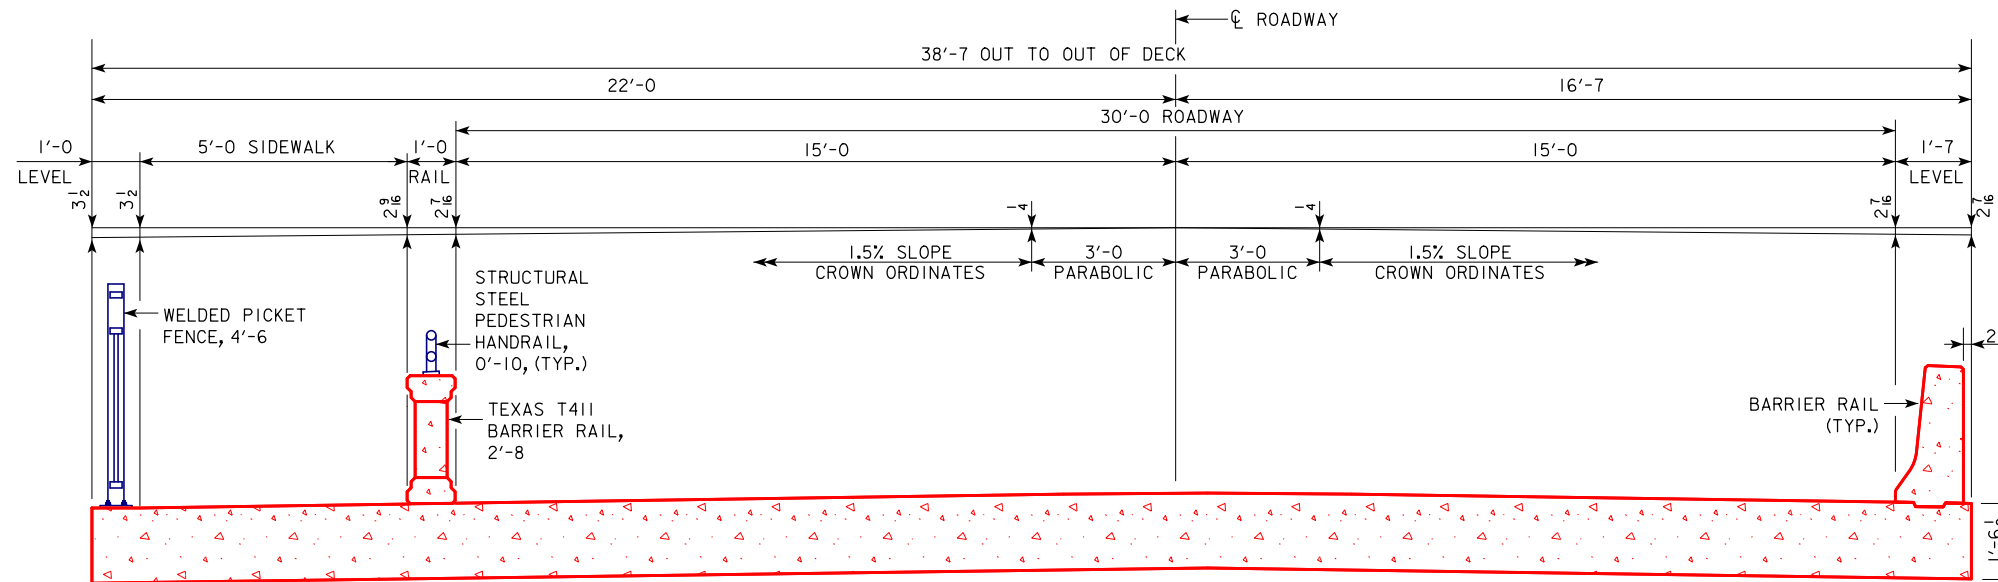 ℄ ROADWAY
38'-7 OUT TO OUT OF DECK
22'-0
16'-7
30'-0 ROADWAY
1'-0
LEVEL
5'-0 SIDEWALK
1'-0
RAIL
15'-0
15'-0
1'-7
LEVEL
3 1/2
3 1/2
2 9/16
2 7/16
1/4
1/4
2 7/16
2 7/16
1.5% SLOPE
CROWN ORDINATES
3'-0
PARABOLIC
3'-0
PARABOLIC
1.5% SLOPE
CROWN ORDINATES
WELDED PICKET
FENCE, 4'-6
STRUCTURAL
STEEL
PEDESTRIAN
HANDRAIL,
0'-10, (TYP.)
TEXAS T411
BARRIER RAIL,
2'-8
2
BARRIER RAIL
(TYP.)